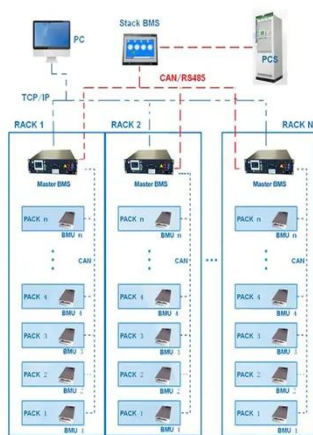 PC
Stack BMS
PCS
CAN/RS485
TCP/IP
RACK 1
RACK 2
RACK N
Master BMS
Master BMS
Master BMS
PACK n
BMU n
CAN
PACK 4
BMU 4
PACK 3
BMU 3
PACK 2
BMU 2
PACK 1
BMU 1
PACK n
BMU n
CAN
PACK 4
BMU 4
PACK 3
BMU 3
PACK 2
BMU 2
PACK 1
BMU 1
...
PACK n
BMU n
CAN
PACK 4
BMU 4
PACK 3
BMU 3
PACK 2
BMU 2
PACK 1
BMU 1